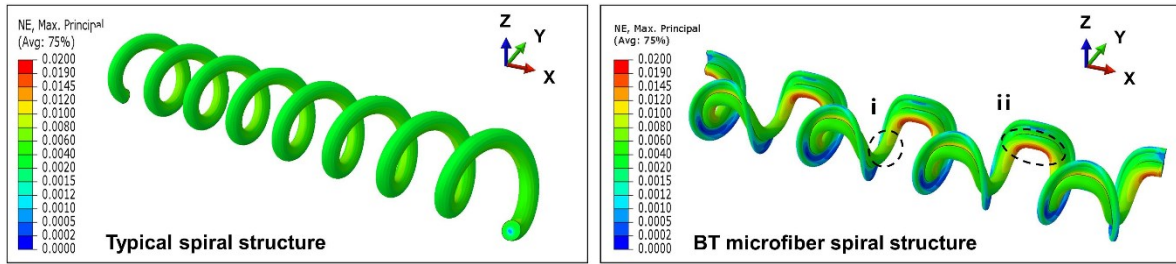 NE, Max. Principal
(Avg: 75%)
0.0200
0.0190
0.0145
0.0120
0.0100
0.0080
0.0060
0.0040
0.0020
0.0015
0.0012
0.0010
0.0005
0.0002
0.0000
Z
Y
X
Typical spiral structure
NE, Max. Principal
(Avg: 75%)
0.0200
0.0190
0.0145
0.0120
0.0100
0.0080
0.0060
0.0040
0.0020
0.0015
0.0012
0.0010
0.0005
0.0002
0.0000
Z
Y
X
i
ii
BT microfiber spiral structure